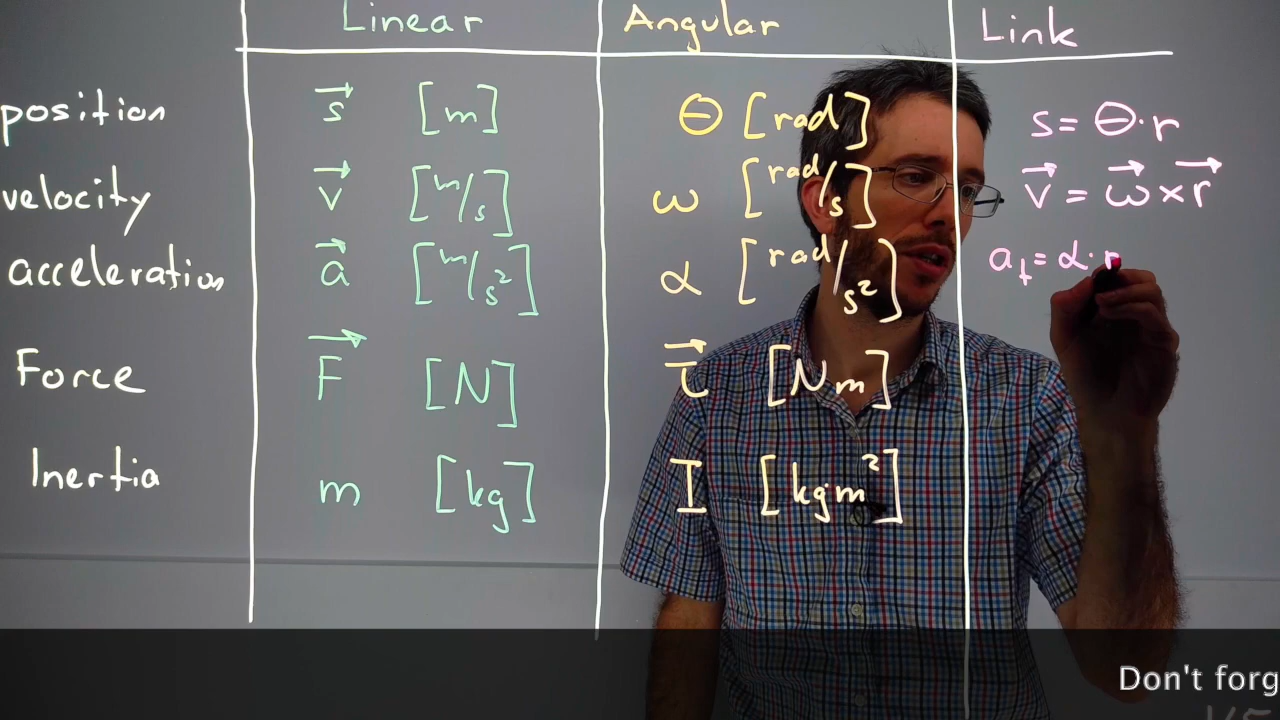 Linear Angular Link
position s [m] Θ [rad] s = Θ·r
velocity v [m/s] ω [rad/s] v = ω × r
acceleration a [m/s²] α [rad/s²] a_t = α·r
Force F [N] τ [Nm]
Inertia m [kg] I [kgm²]
Don't forg